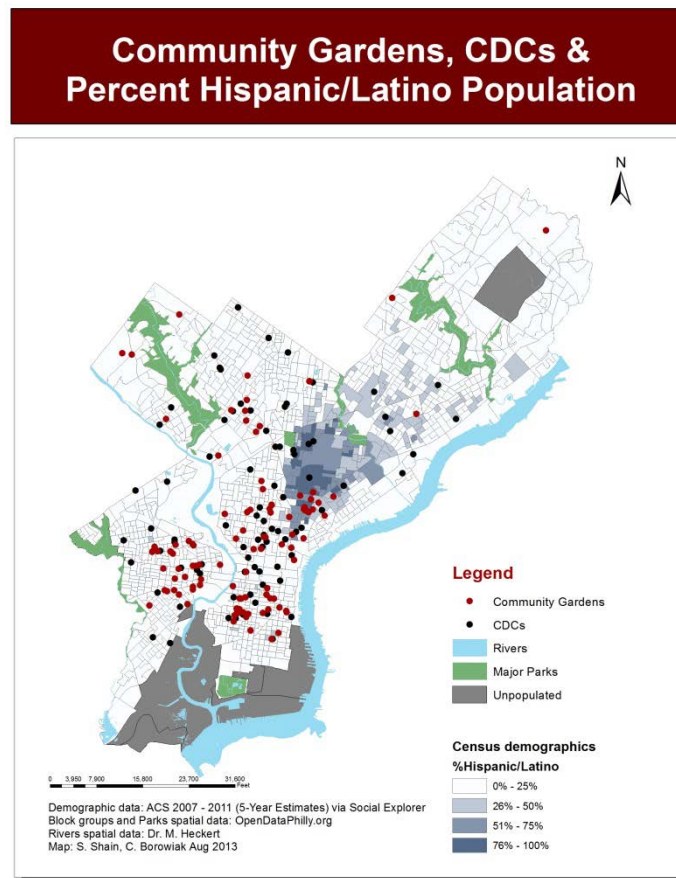 Community Gardens, CDCs &
Percent Hispanic/Latino Population
N
Legend
Community Gardens
CDCs
Rivers
Major Parks
Unpopulated
Census demographics
%Hispanic/Latino
0% - 25%
26% - 50%
51% - 75%
76% - 100%
0 3,950 7,900 15,800 23,700 31,600
Feet
Demographic data: ACS 2007 - 2011 (5-Year Estimates) via Social Explorer
Block groups and Parks spatial data: OpenDataPhilly.org
Rivers spatial data: Dr. M. Heckert
Map: S. Shain, C. Borowiak Aug 2013